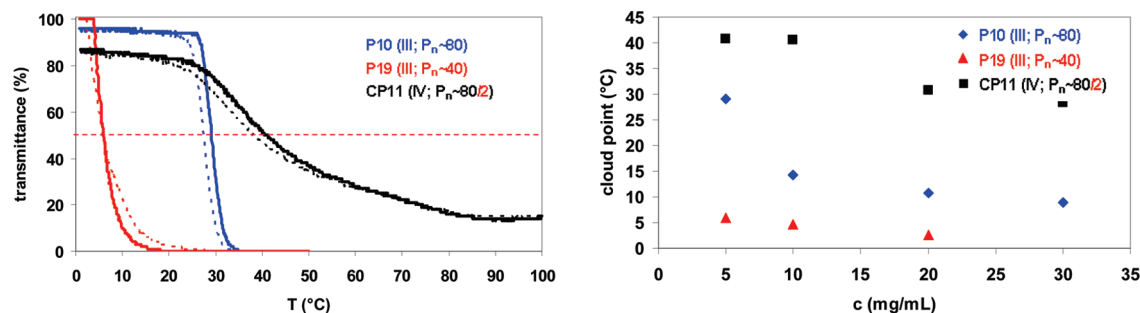 100
80
60
40
20
0
transmittance (%)
P10 (III; Pn~80)
P19 (III; Pn~40)
CP11 (IV; Pn~80/2)
0 10 20 30 40 50 60 70 80 90 100
T (°C)
45
40
35
30
25
20
15
10
5
0
cloud point (°C)
P10 (III; Pn~80)
P19 (III; Pn~40)
CP11 (IV; Pn~80/2)
0 5 10 15 20 25 30 35
c (mg/mL)